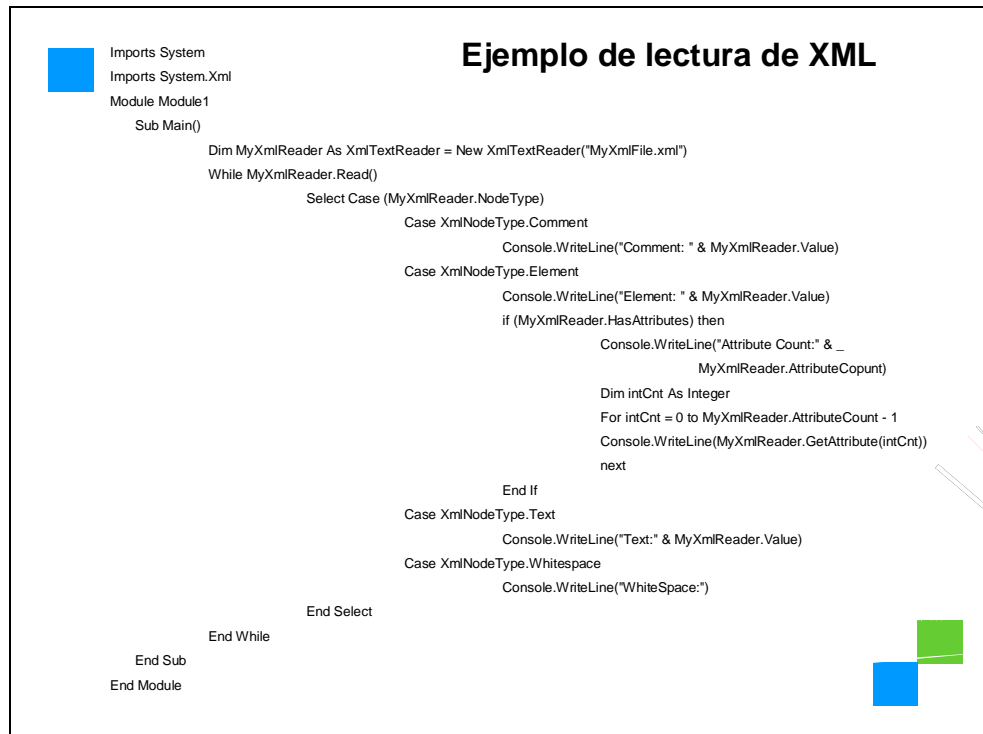 Ejemplo de lectura de XML
Imports System
Imports System.Xml
Module Module1
Sub Main()
Dim MyXmlReader As XmlTextReader = New XmlTextReader("MyXmlFile.xml")
While MyXmlReader.Read()
Select Case (MyXmlReader.NodeType)
Case XmlNodeType.Comment
Console.WriteLine("Comment: " & MyXmlReader.Value)
Case XmlNodeType.Element
Console.WriteLine("Element: " & MyXmlReader.Value)
if (MyXmlReader.HasAttributes) then
Console.WriteLine("Attribute Count:" & _
MyXmlReader.AttributeCopunt)
Dim intCnt As Integer
For intCnt = 0 to MyXmlReader.AttributeCount - 1
Console.WriteLine(MyXmlReader.GetAttribute(intCnt))
next
End If
Case XmlNodeType.Text
Console.WriteLine("Text:" & MyXmlReader.Value)
Case XmlNodeType.Whitespace
Console.WriteLine("WhiteSpace:")
End Select
End While
End Sub
End Module